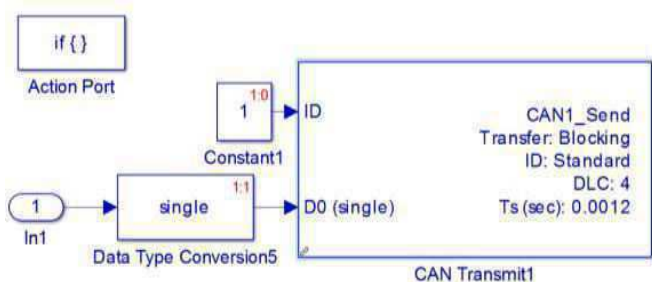 if { }
Action Port
1:0
1
ID
Constant1
CAN1_Send
Transfer: Blocking
ID: Standard
DLC: 4
Ts (sec): 0.0012
1:1
1
single
D0 (single)
In1
Data Type Conversion5
CAN Transmit1